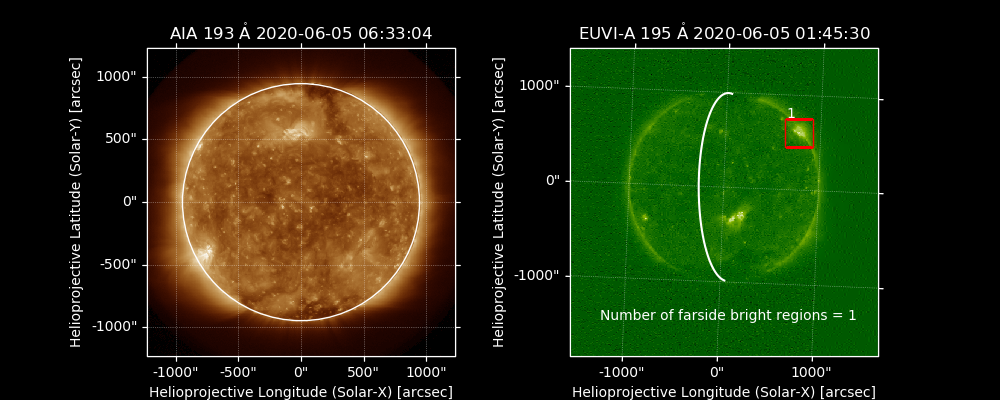 AIA 193 Å 2020-06-05 06:33:04
1000"
500"
0"
-500"
-1000"
-1000"
-500"
0"
500"
1000"
Helioprojective Longitude (Solar-X) [arcsec]
Helioprojective Latitude (Solar-Y) [arcsec]
EUVI-A 195 Å 2020-06-05 01:45:30
1000"
0"
-1000"
1
Number of farside bright regions = 1
-1000"
0"
1000"
Helioprojective Longitude (Solar-X) [arcsec]
Helioprojective Latitude (Solar-Y) [arcsec]